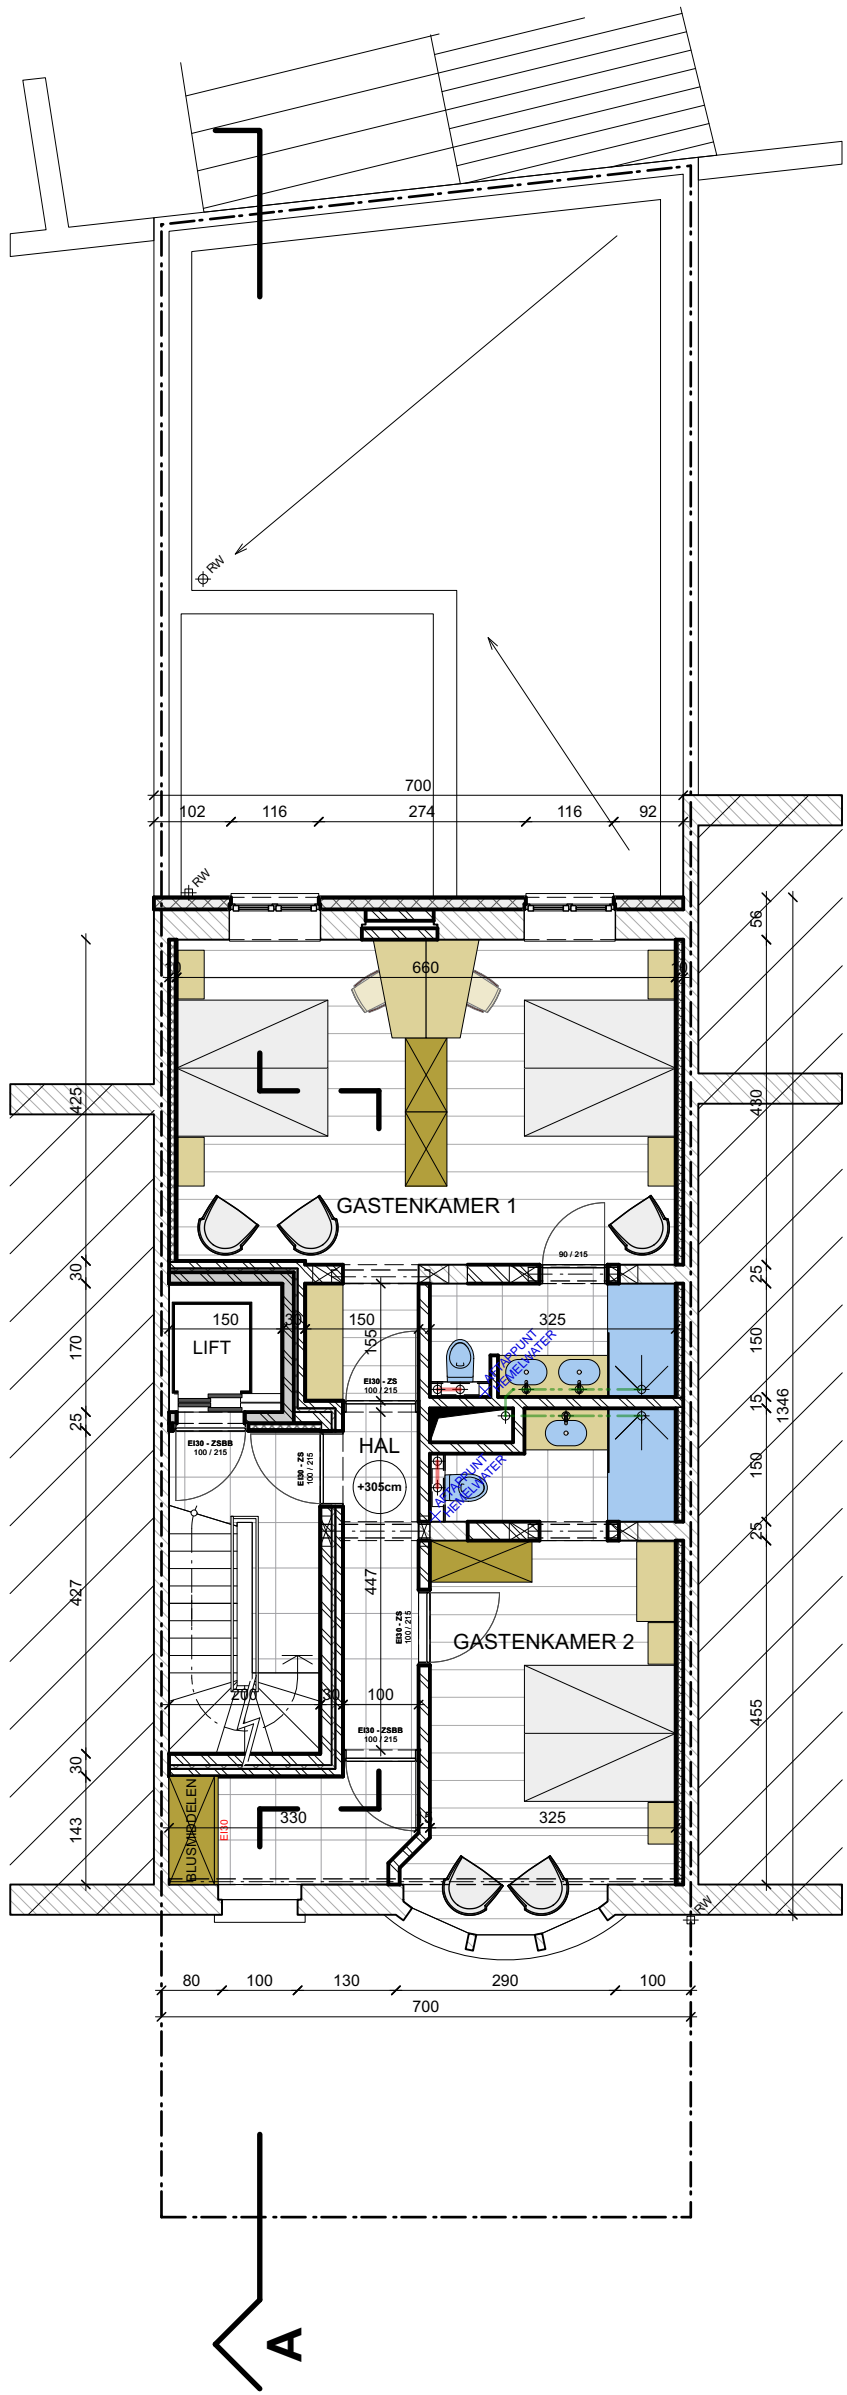 RW
700
102 116 274 116 92
RW
56
10 660 10
425
430
GASTENKAMER 1
90 / 215
30
25
150 30 150 325
155
LIFT
170
150
AFTAPPUNT
HEMELWATER
EI30 - ZS
100 / 215
25
15
1346
HAL
EI30 - ZSBB
100 / 215
EI30 - ZS
100 / 215
+305cm
AFTAPPUNT
HEMELWATER
150
25
427
447
EI30 - ZS
100 / 215
GASTENKAMER 2
200 30 100
455
EI30 - ZSBB
100 / 215
30
BLUSMIDDELEN
EI30
143
330 325
RW
80 100 130 290 100
700
A